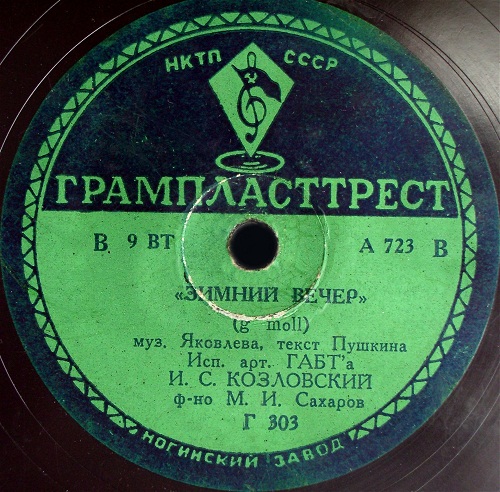 НКТП СССР
ГРАМПЛАСТТРЕСТ
В 9 ВТ А 723 В
«ЗИМНИЙ ВЕЧЕР»
(g moll)
муз. Яковлева, текст Пушкина
Исп. арт. ГАБТ'а
И. С. КОЗЛОВСКИЙ
ф-но М. И. Сахаров
Г 303
НОГИНСКИЙ ЗАВОД